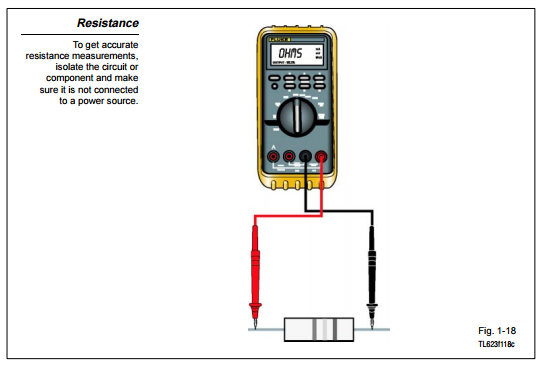 Resistance
To get accurate
resistance measurements,
isolate the circuit or
component and make
sure it is not connected
to a power source.
FLUKE
OHMS
A
Fig. 1-18
TL623f118c